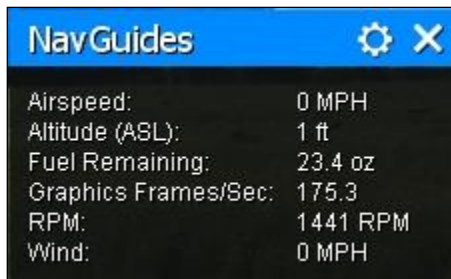 NavGuides
Airspeed: 0 MPH
Altitude (ASL): 1 ft
Fuel Remaining: 23.4 oz
Graphics Frames/Sec: 175.3
RPM: 1441 RPM
Wind: 0 MPH